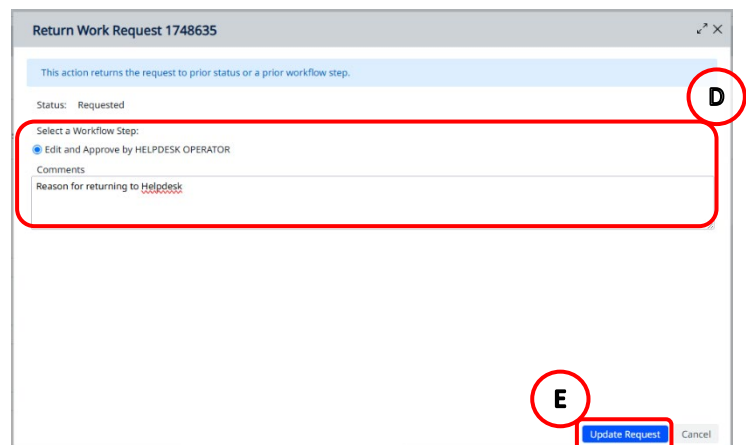 Return Work Request 1748635
This action returns the request to prior status or a prior workflow step.
D
Status: Requested
Select a Workflow Step:
Edit and Approve by HELPDESK OPERATOR
Comments
Reason for returning to Helpdesk
E
Update Request Cancel